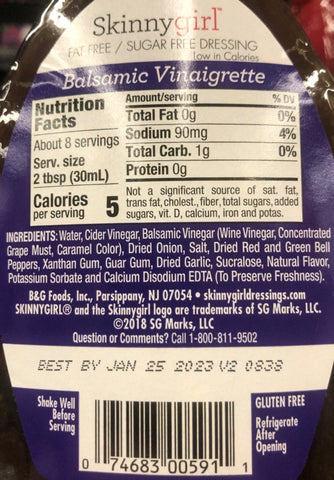 Skinnygirl™
FAT FREE / SUGAR FREE DRESSING
low in Calories
Balsamic Vinaigrette
Nutrition
Facts
About 8 servings
Serv. size
2 tbsp (30mL)
Calories
per serving 5
Amount/serving % DV
Total Fat 0g 0%
Sodium 90mg 4%
Total Carb. 1g 0%
Protein 0g
Not a significant source of sat. fat,
trans fat, cholest., fiber, total sugars, added
sugars, vit. D, calcium, iron and potas.
INGREDIENTS: Water, Cider Vinegar, Balsamic Vinegar (Wine Vinegar, Concentrated
Grape Must, Caramel Color), Dried Onion, Salt, Dried Red and Green Bell
Peppers, Xanthan Gum, Guar Gum, Dried Garlic, Sucralose, Natural Flavor,
Potassium Sorbate and Calcium Disodium EDTA (To Preserve Freshness).
B&G Foods, Inc., Parsippany, NJ 07054 • skinnygirldressings.com
SKINNYGIRL® and the Skinnygirl logo are trademarks of SG Marks, LLC.
©2018 SG Marks, LLC
Question or Comments? Call 1-800-811-9502
BEST BY JAN 25 2023 V2 0838
Shake Well
Before
Serving
GLUTEN FREE
Refrigerate
After
Opening
0 74683 00591 1